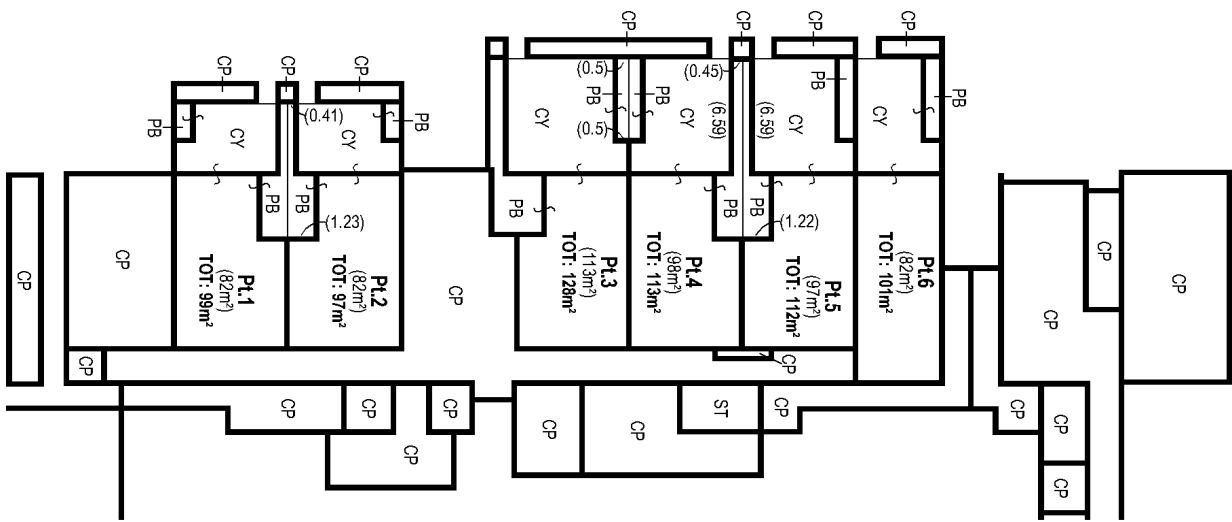 CP
CP
CP
CP
CP
CP
CP
CP
PB
CY
(0.41)
CY
PB
(0.5)
PB
PB
(0.5)
CY
CY
(0.45)
(6.59)
(6.59)
CY
PB
CY
PB
CP
CP
PB
PB
(1.23)
Pt.1
(82m²)
TOT: 99m²
Pt.2
(82m²)
TOT: 97m²
CP
PB
Pt.3
(113m²)
TOT: 128m²
Pt.4
(98m²)
TOT: 113m²
PB
PB
(1.22)
Pt.5
(97m²)
TOT: 112m²
Pt.6
(82m²)
TOT: 101m²
CP
CP
CP
CP
CP
CP
CP
CP
CP
CP
CP
ST
CP
CP
CP
CP